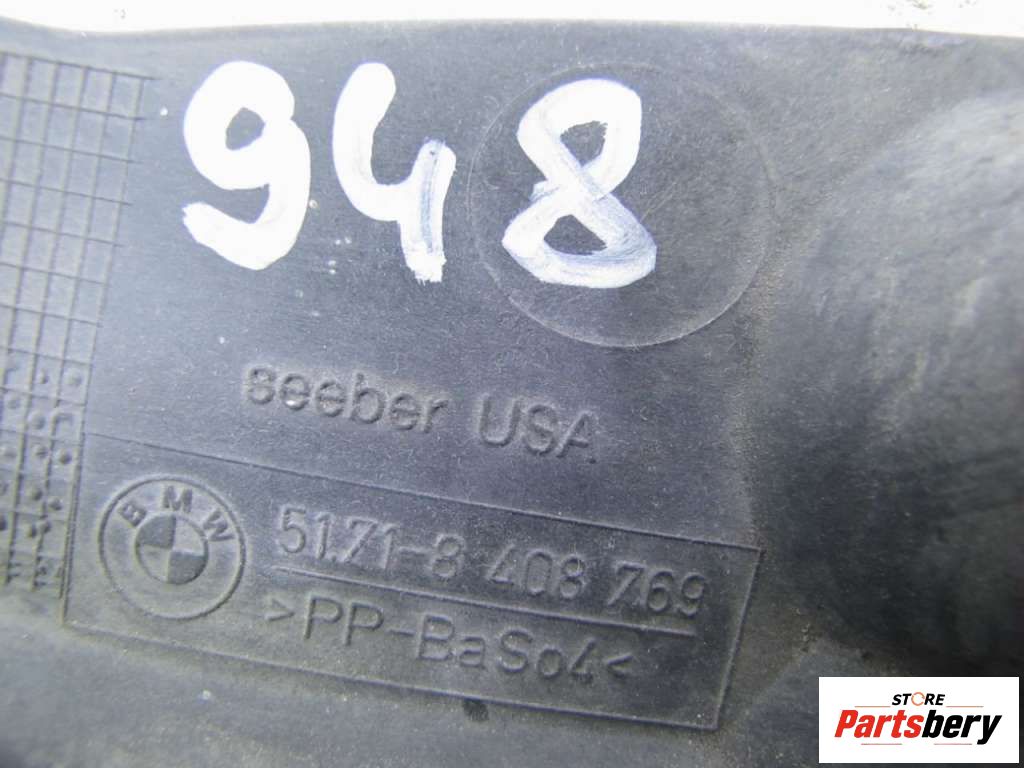 948
seeber USA
BMW
51.71-8 408 769
>PP-BaSo4<
STORE
Partsbery